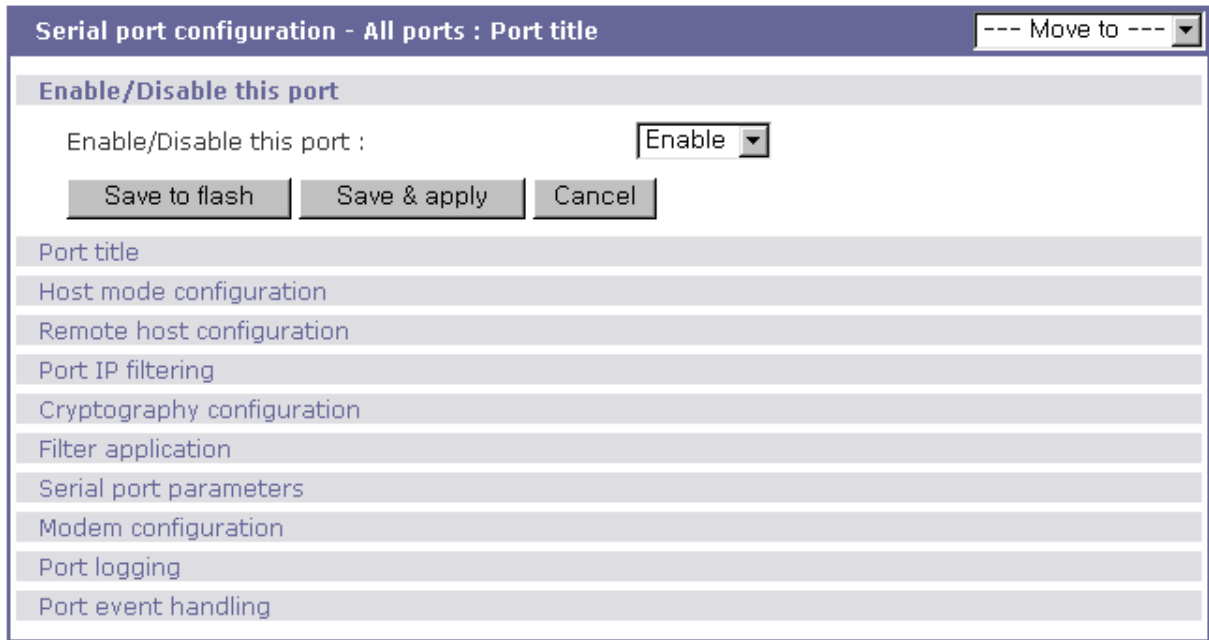 Serial port configuration - All ports : Port title --- Move to ---
Enable/Disable this port
Enable/Disable this port : Enable
Save to flash Save & apply Cancel
Port title
Host mode configuration
Remote host configuration
Port IP filtering
Cryptography configuration
Filter application
Serial port parameters
Modem configuration
Port logging
Port event handling